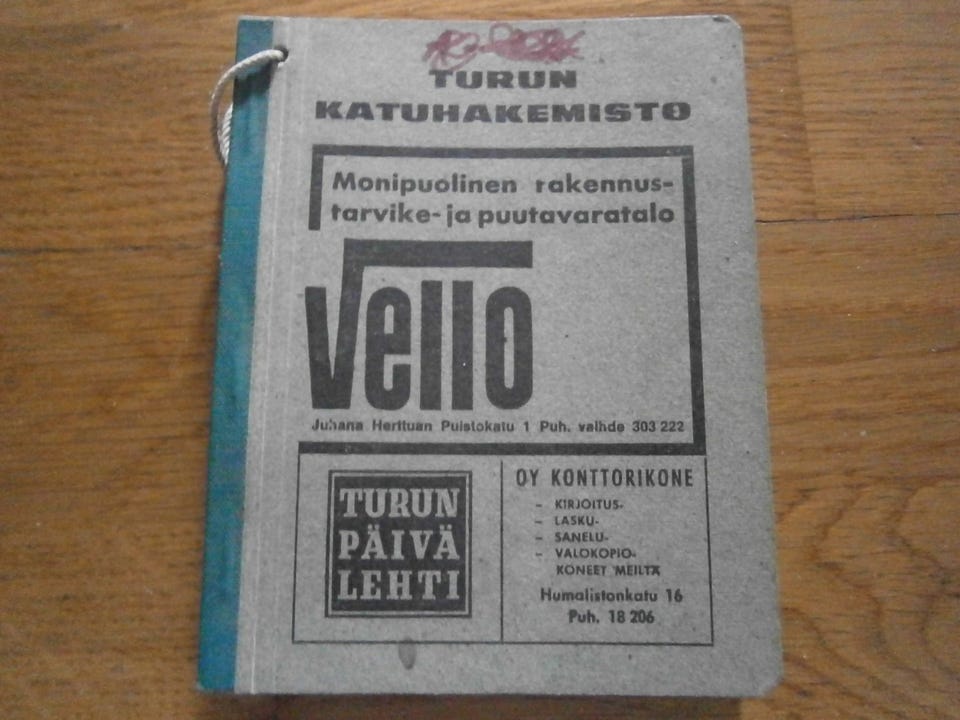 TURUN
KATUHAKEMISTO
Monipuolinen rakennus-
tarvike- ja puutavaratalo
Vello
Juhana Herttuan Puistokatu 1 Puh. vaihde 303 222
TURUN
PÄIVÄ
LEHTI
OY KONTTORIKONE
- KIRJOITUS-
- LASKU-
- SANELU-
- VALOKOPIO-
KONEET MEILTÄ
Humalistonkatu 16
Puh. 18 206